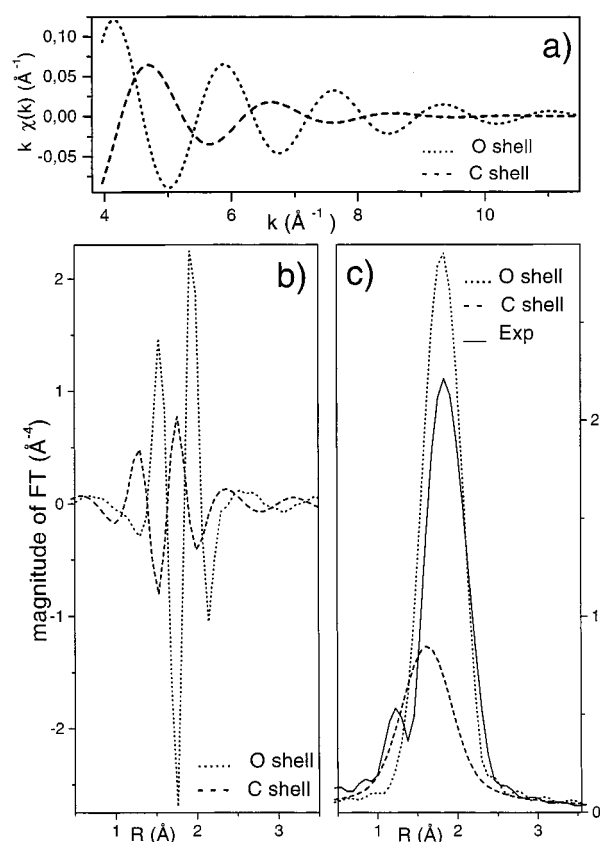 0,10
0,05
0,00
-0,05
k χ(k) (Å-1)
a)
O shell
C shell
4
6
8
10
k (Å-1)
b)
2
1
0
-1
-2
magnitude of FT (Å-4)
O shell
C shell
1
2
3
R (Å)
c)
O shell
C shell
Exp
2
1
0
1
2
3
R (Å)